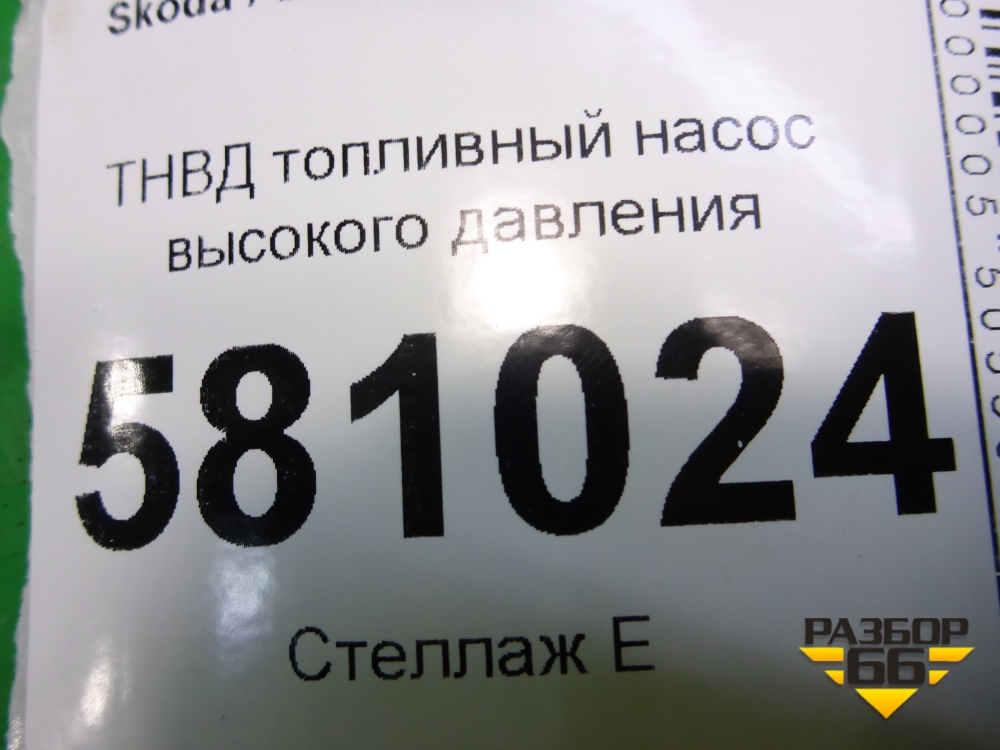 Skoda /
ТНВД топливный насос
высокого давления
581024
Стеллаж Е
РАЗБОР
66